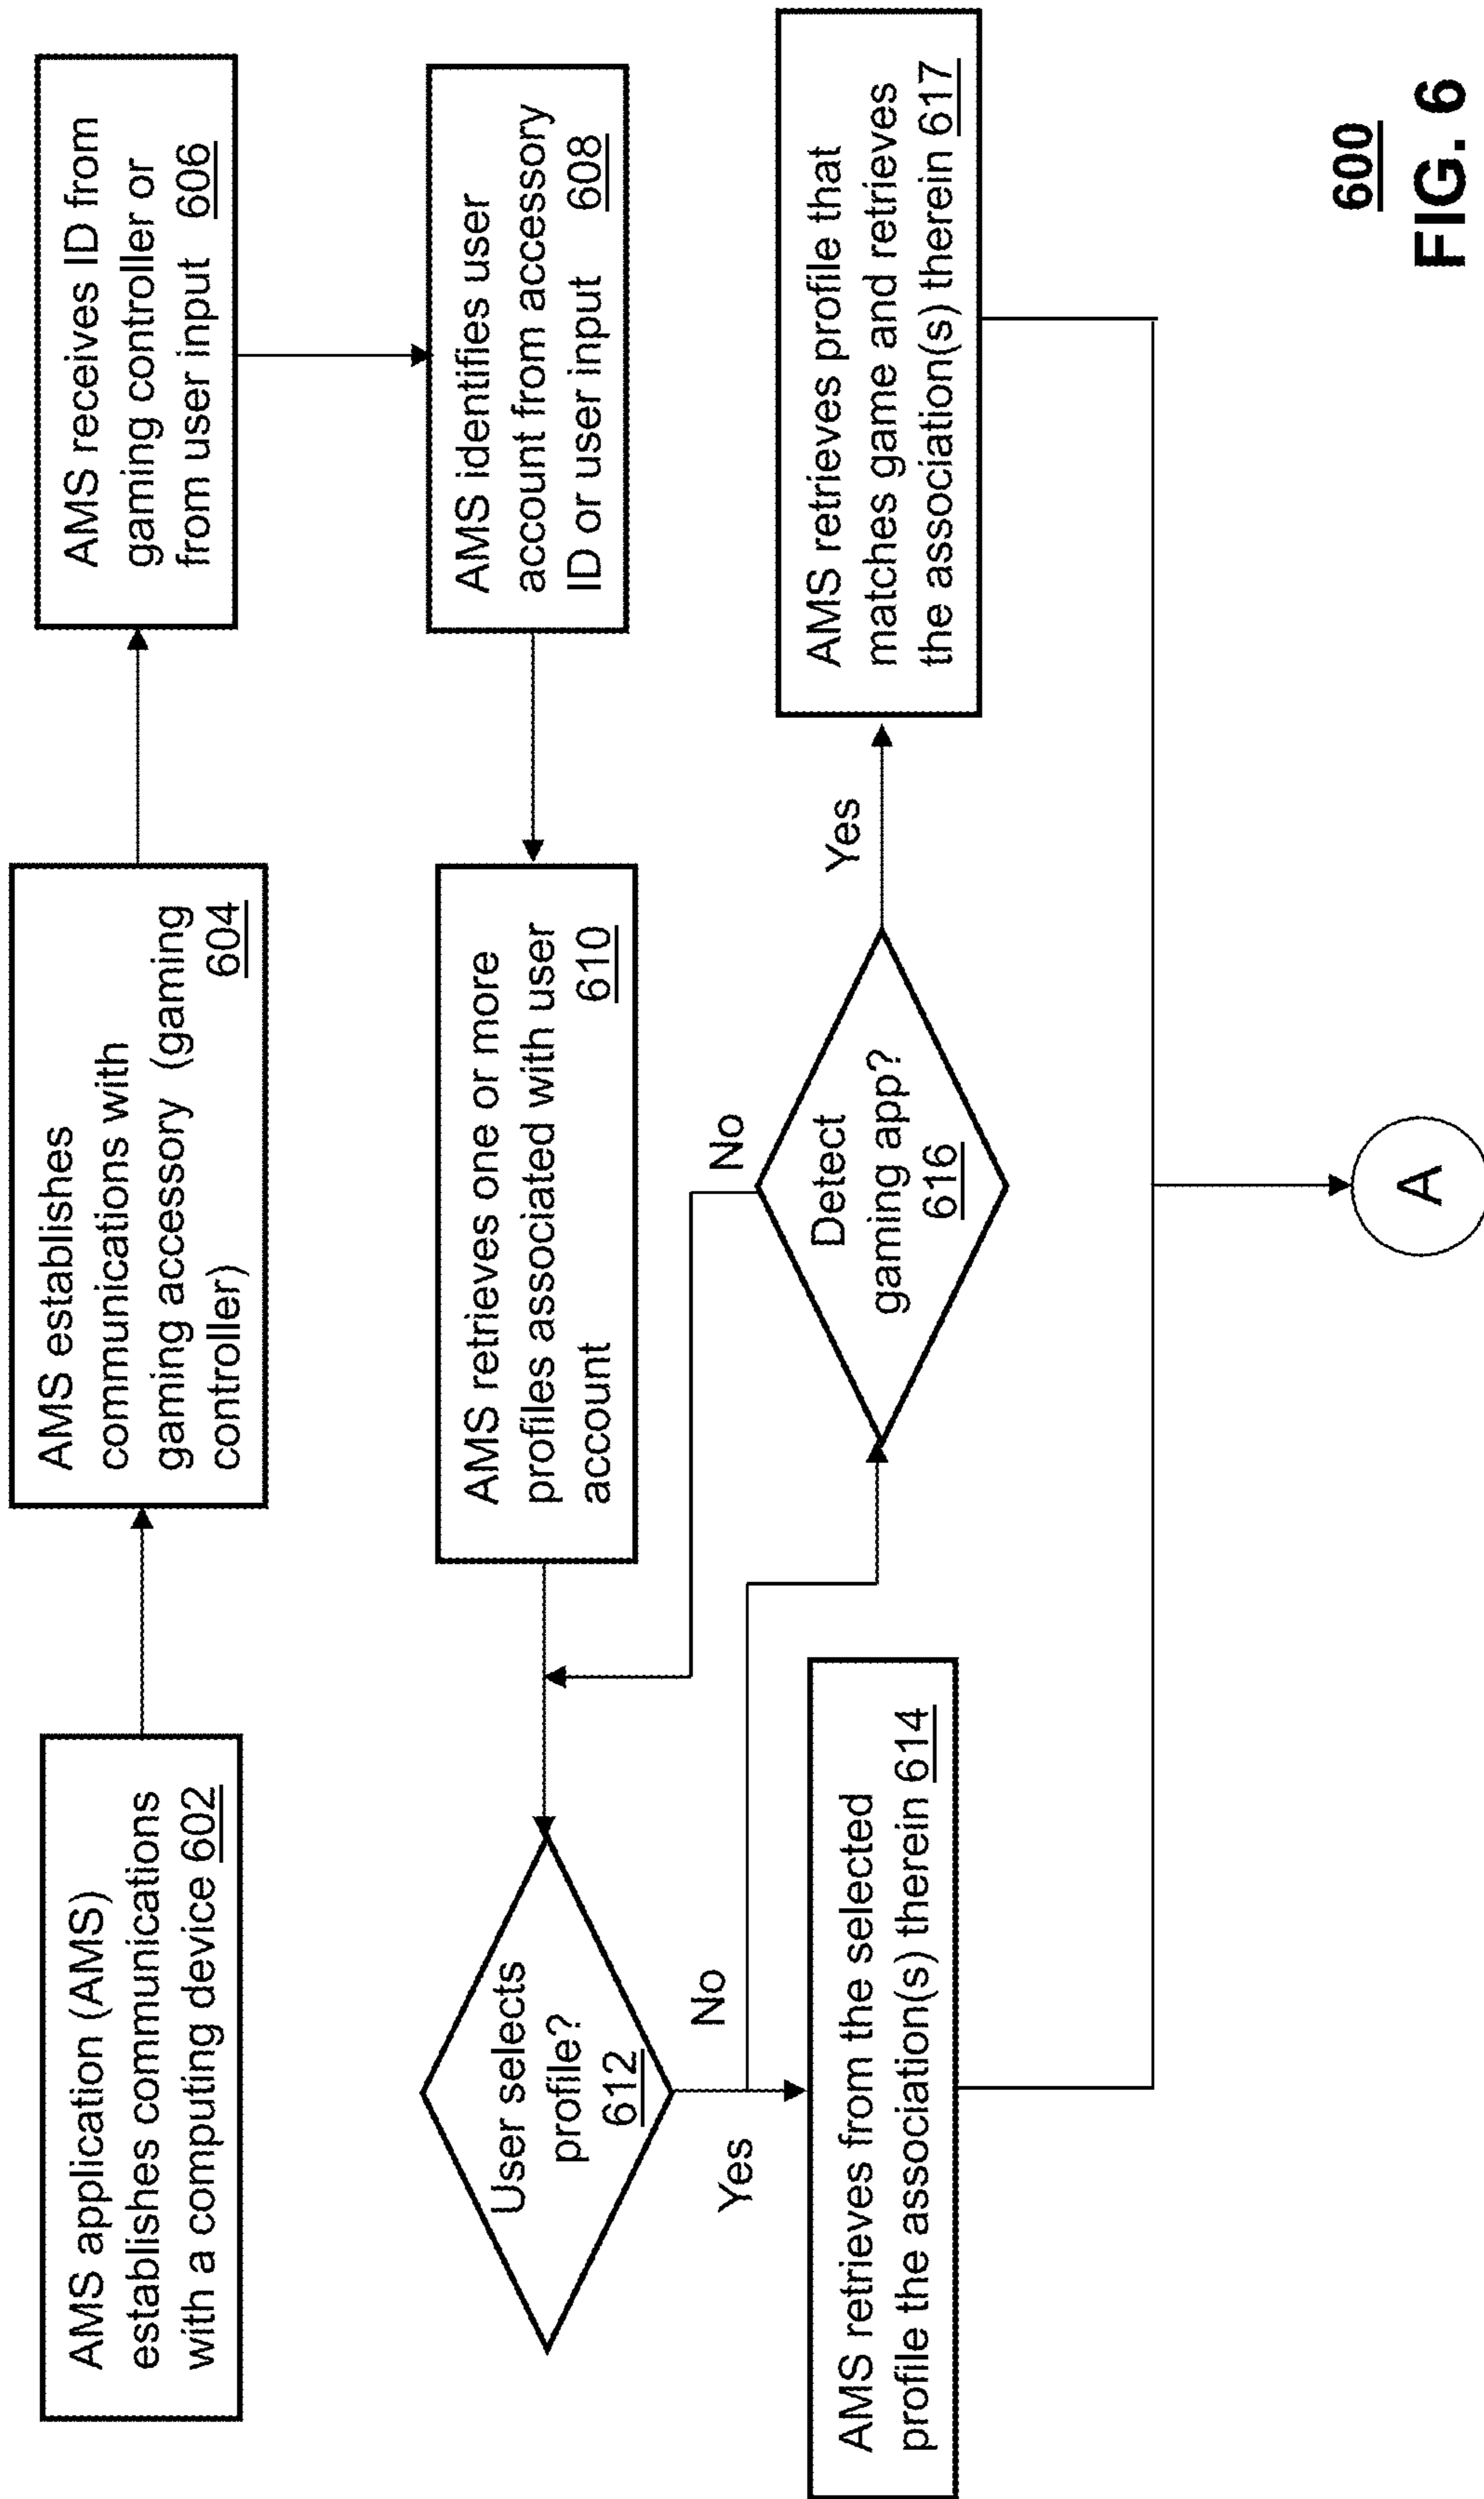 AMS application (AMS)
establishes communications
with a computing device 602
AMS establishes
communications with
gaming accessory (gaming
controller) 604
AMS receives ID from
gaming controller or
from user input 606
AMS identifies user
account from accessory
ID or user input 608
AMS retrieves one or more
profiles associated with user
account 610
User selects
profile?
612
Yes
No
AMS retrieves from the selected
profile the association(s) therein 614
Detect
gaming app?
616
No
Yes
AMS retrieves profile that
matches game and retrieves
the association(s) therein 617
A
600
FIG. 6